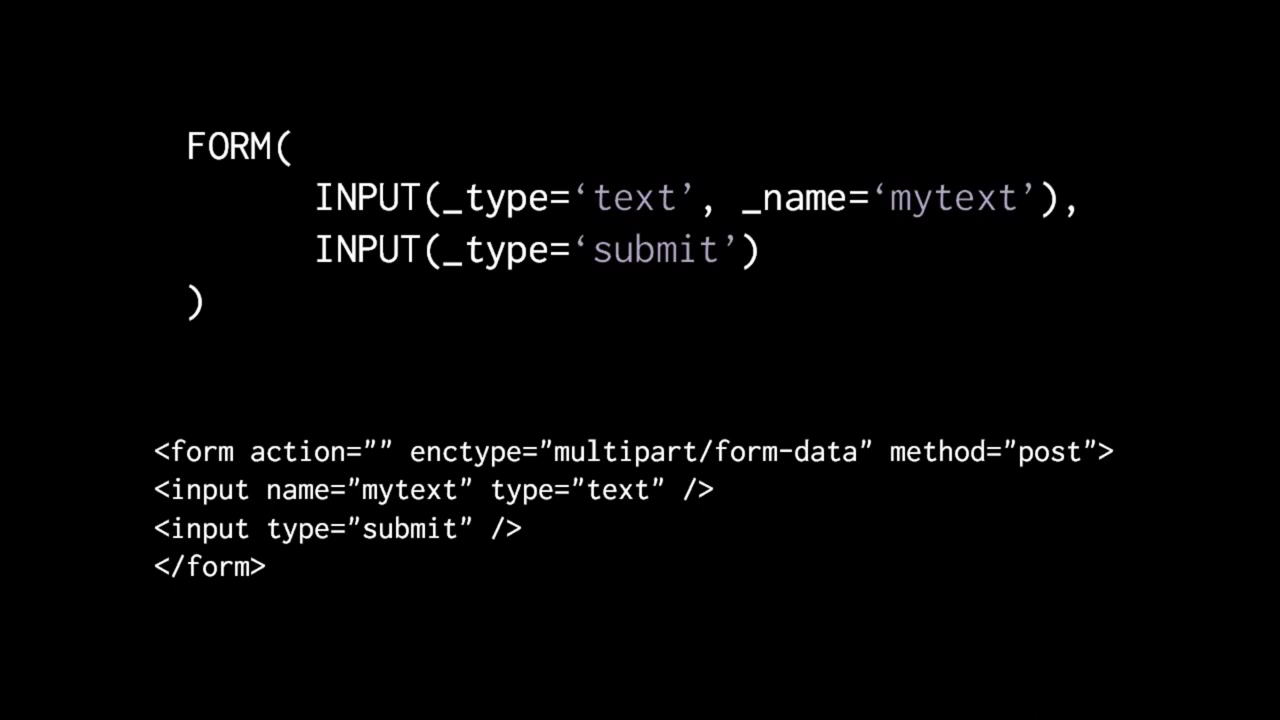 FORM(
INPUT(_type=‘text’, _name=‘mytext’),
INPUT(_type=‘submit’)
)
<form action="" enctype="multipart/form-data" method="post">
<input name="mytext" type="text" />
<input type="submit" />
</form>